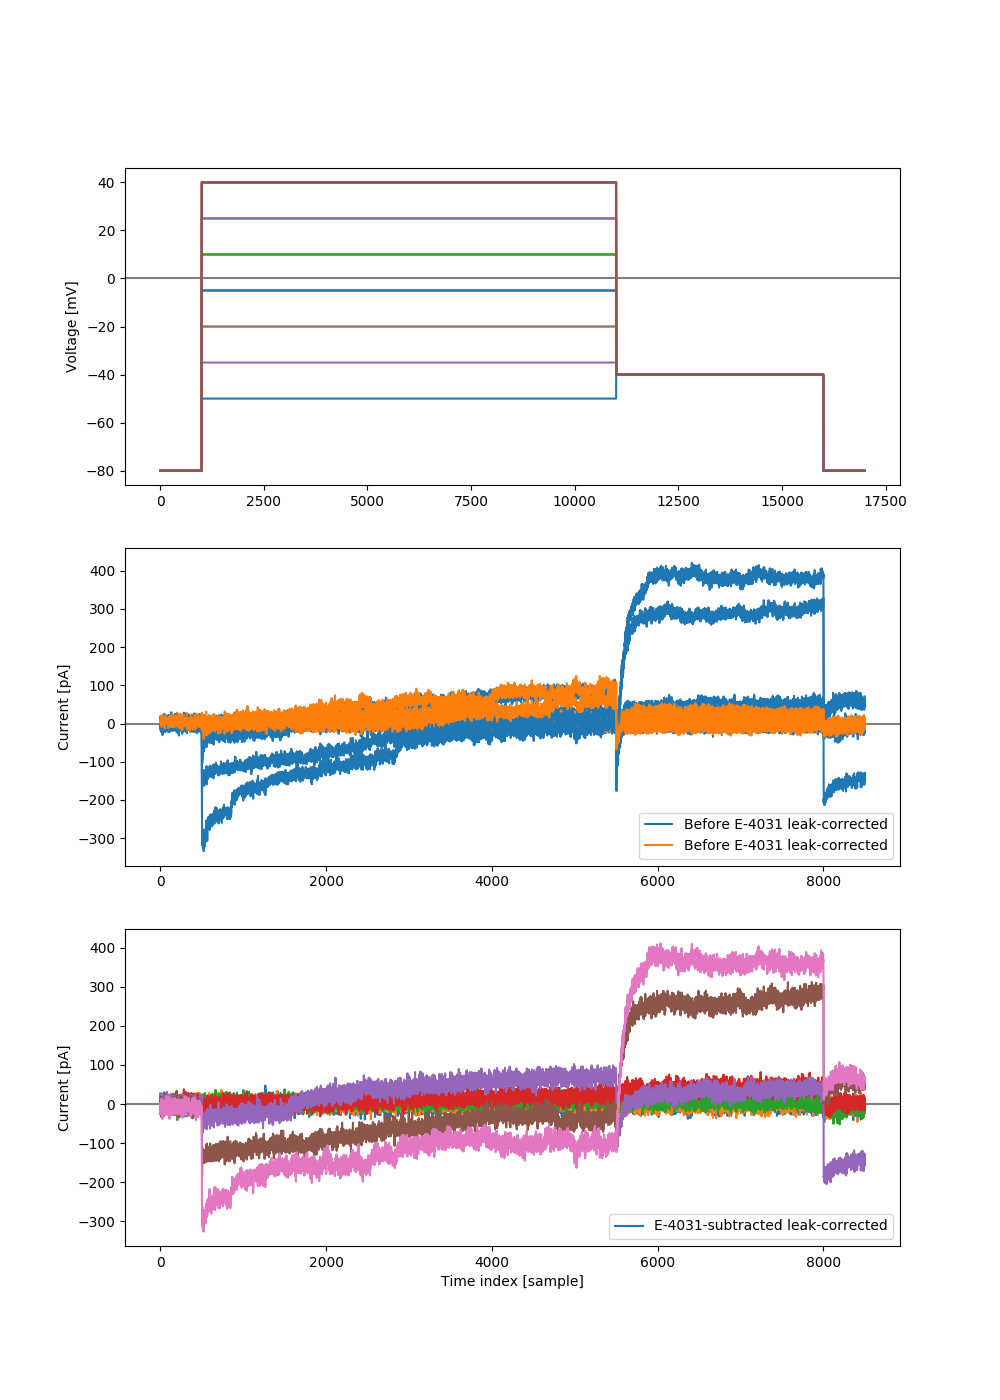 40
20
0
−20
−40
−60
−80
Voltage [mV]
0 2500 5000 7500 10000 12500 15000 17500
400
300
200
100
0
−100
−200
−300
Current [pA]
Before E-4031 leak-corrected
Before E-4031 leak-corrected
0 2000 4000 6000 8000
400
300
200
100
0
−100
−200
−300
Current [pA]
E-4031-subtracted leak-corrected
0 2000 4000 6000 8000
Time index [sample]